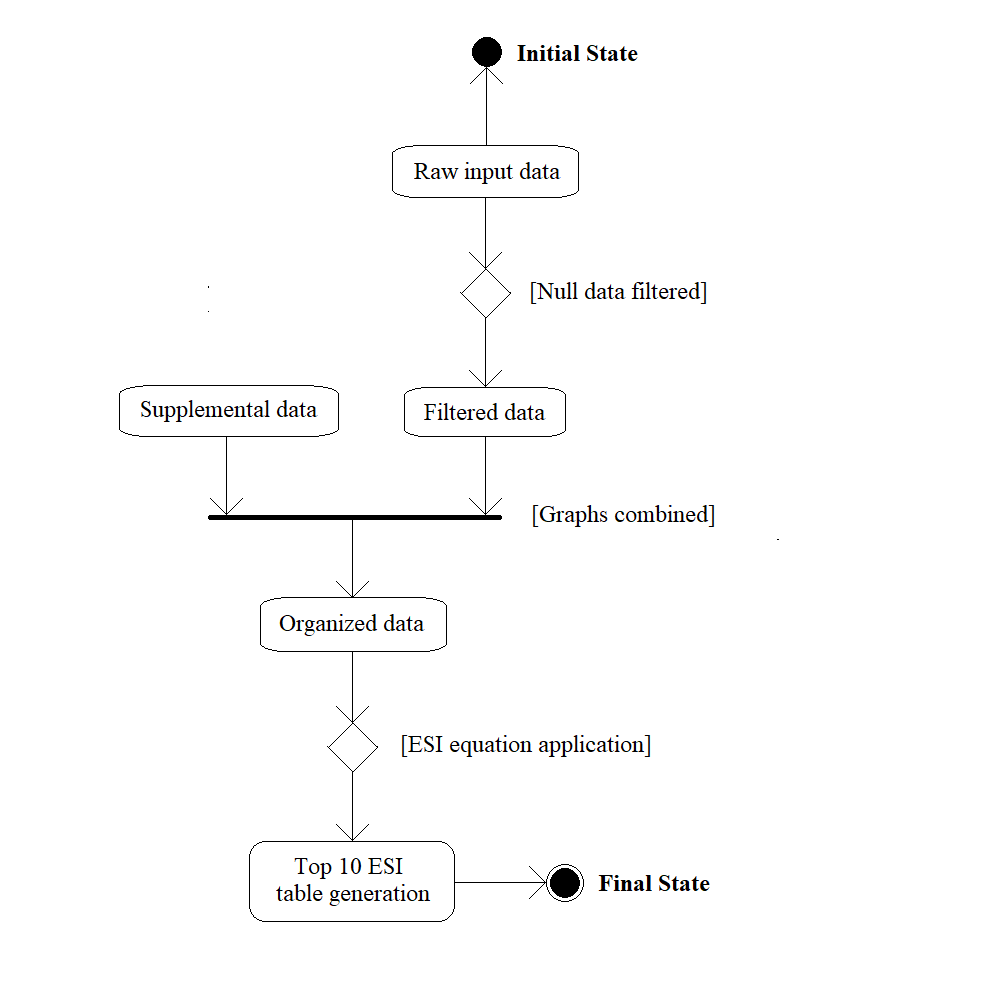 Initial State
Raw input data
[Null data filtered]
Supplemental data
Filtered data
[Graphs combined]
Organized data
[ESI equation application]
Top 10 ESI
table generation
Final State